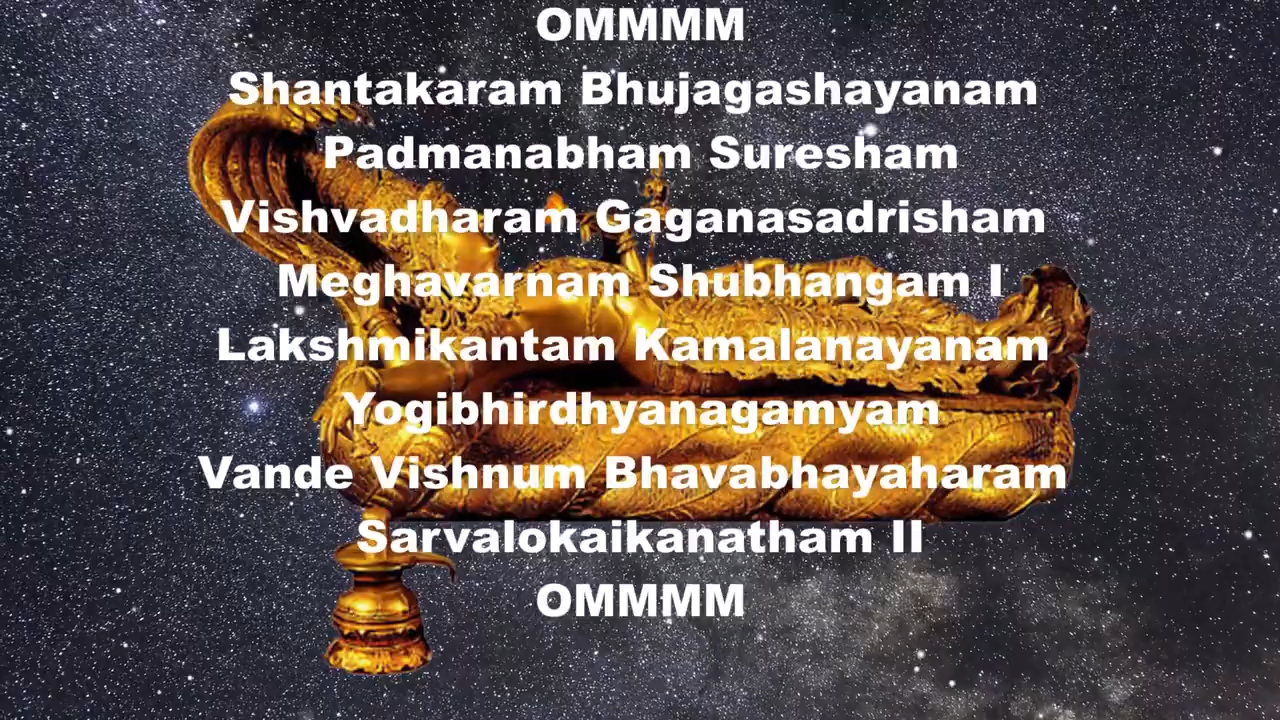 OMMMM
Shantakaram Bhujagashayanam
Padmanabham Suresham
Vishvadharam Gaganasadrisham
Meghavarnam Shubhangam I
Lakshmikantam Kamalanayanam
Yogibhirdhyanagamyam
Vande Vishnum Bhavabhayaharam
Sarvalokaikanatham II
OMMMM